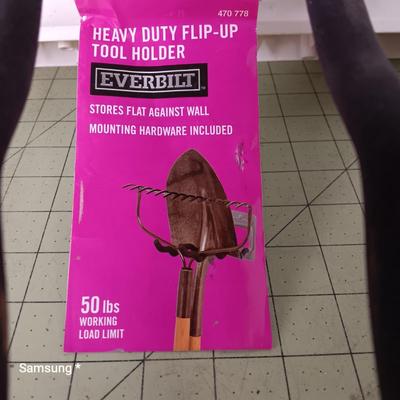 470 778
HEAVY DUTY FLIP-UP
TOOL HOLDER
EVERBILT™
STORES FLAT AGAINST WALL
MOUNTING HARDWARE INCLUDED
50 lbs
WORKING
LOAD LIMIT
Samsung *